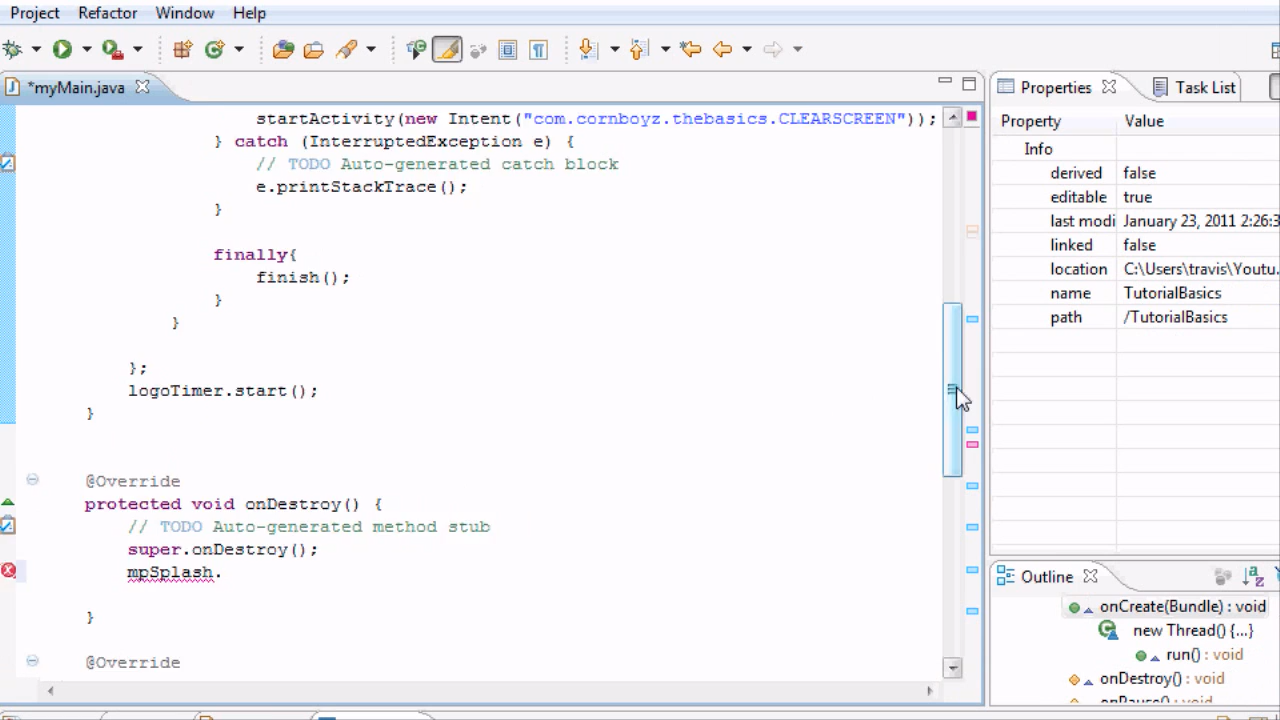 Project Refactor Window Help
*myMain.java
startActivity(new Intent("com.cornboyz.thebasics.CLEARSCREEN"));
} catch (InterruptedException e) {
// TODO Auto-generated catch block
e.printStackTrace();
}
finally{
finish();
}
}
};
logoTimer.start();
}
@Override
protected void onDestroy() {
// TODO Auto-generated method stub
super.onDestroy();
mpSplash.
}
@Override
Properties Task List
Property Value
Info
derived false
editable true
last modi January 23, 2011 2:26:3
linked false
location C:\Users\travis\Youtu.
name TutorialBasics
path /TutorialBasics
Outline
onCreate(Bundle) : void
new Thread() {...}
run() : void
onDestroy() : void
onPause() : void